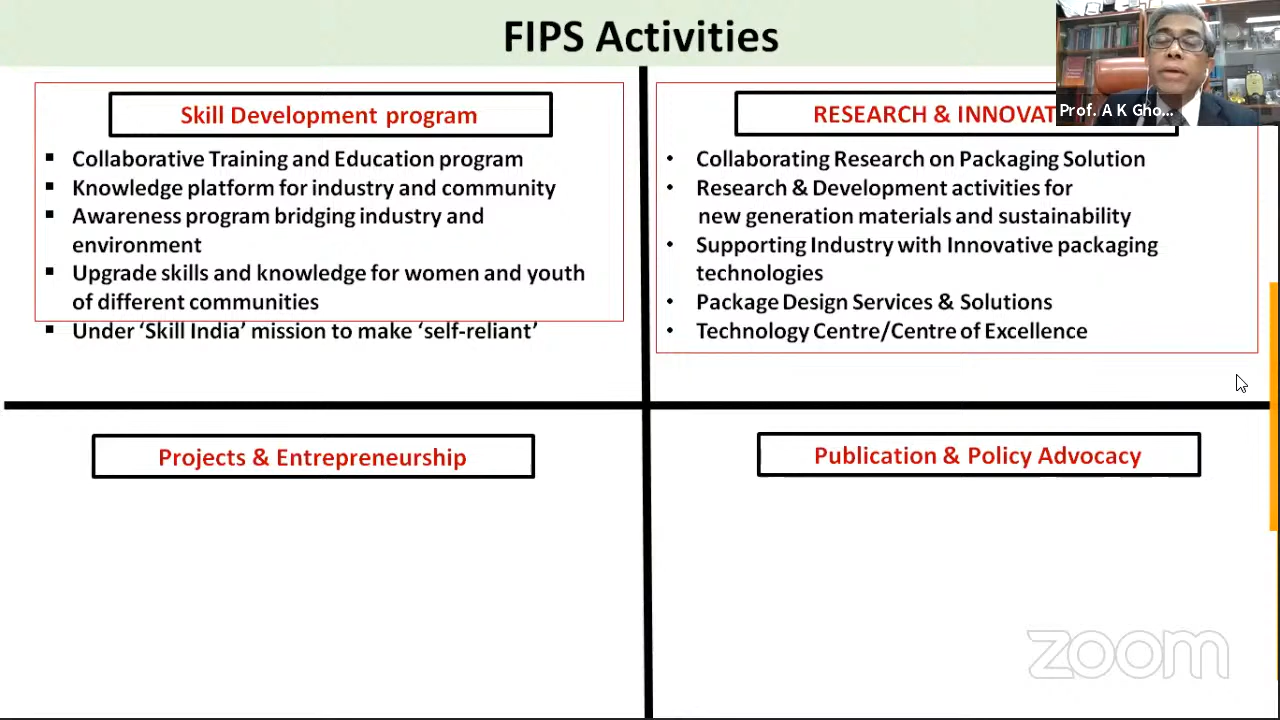 FIPS Activities
Prof. A K Gho...
Skill Development program
▪ Collaborative Training and Education program
▪ Knowledge platform for industry and community
▪ Awareness program bridging industry and
environment
▪ Upgrade skills and knowledge for women and youth
of different communities
▪ Under ‘Skill India’ mission to make ‘self-reliant’
RESEARCH & INNOVAT
• Collaborating Research on Packaging Solution
• Research & Development activities for
new generation materials and sustainability
• Supporting Industry with Innovative packaging
technologies
• Package Design Services & Solutions
• Technology Centre/Centre of Excellence
Projects & Entrepreneurship
Publication & Policy Advocacy
zoom